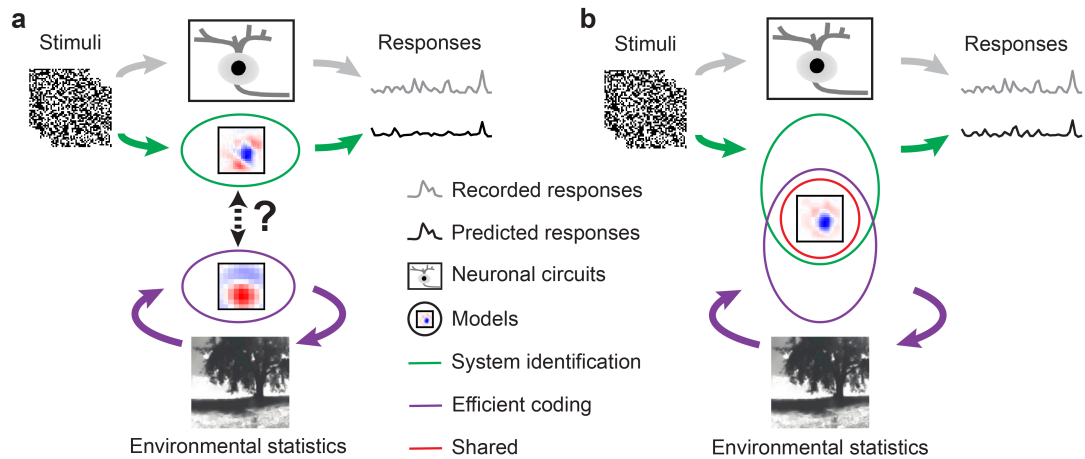 a
Stimuli
Responses
?
Environmental statistics
Recorded responses
Predicted responses
Neuronal circuits
Models
System identification
Efficient coding
Shared
b
Stimuli
Responses
Environmental statistics